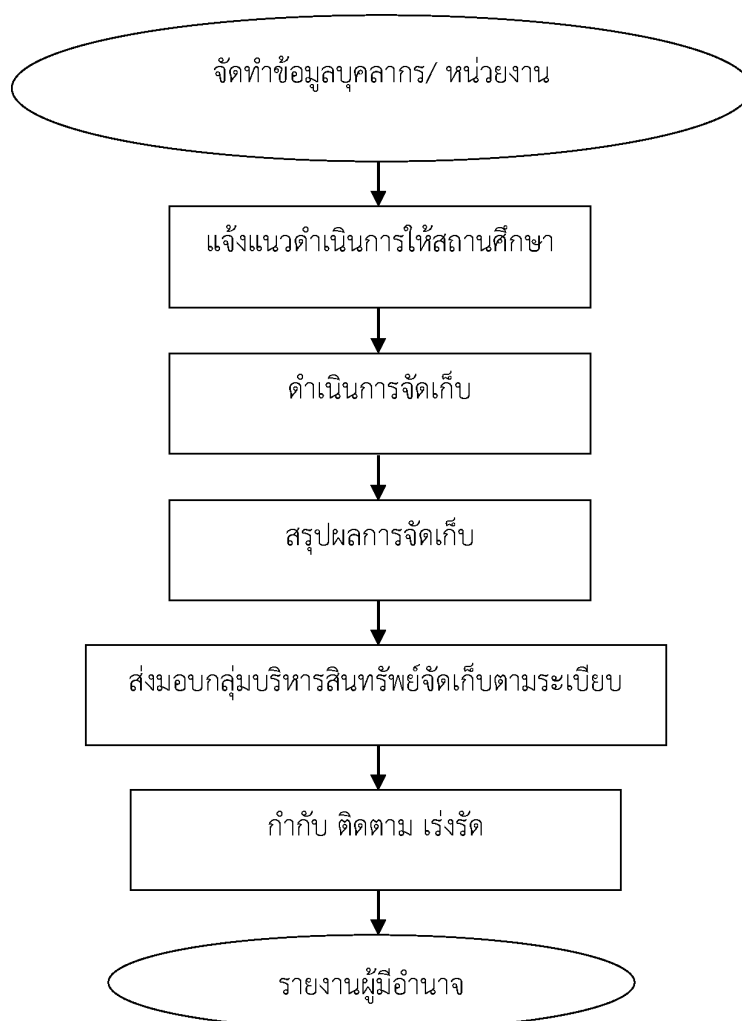 จัดทำข้อมูลบุคลากร/ หน่วยงาน
แจ้งแนวดำเนินการให้สถานศึกษา
ดำเนินการจัดเก็บ
สรุปผลการจัดเก็บ
ส่งมอบกลุ่มบริหารสินทรัพย์จัดเก็บตามระเบียบ
กำกับ ติดตาม เร่งรัด
รายงานผู้มีอำนาจ